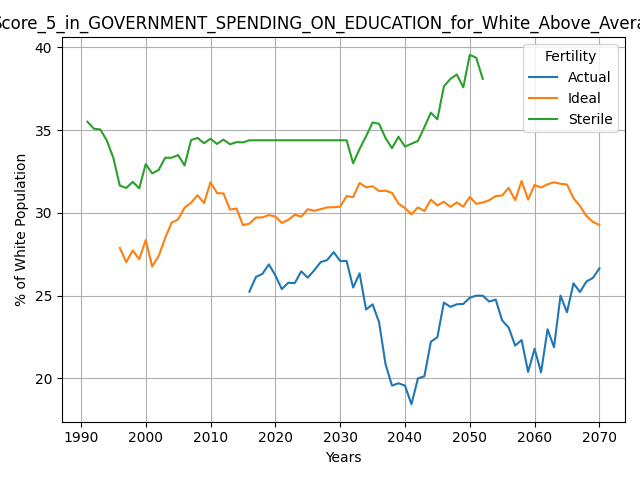 Score_5_in_GOVERNMENT_SPENDING_ON_EDUCATION_for_White_Above_Avera
Fertility
Actual
Ideal
Sterile
% of White Population
40
35
30
25
20
1990 2000 2010 2020 2030 2040 2050 2060 2070
Years